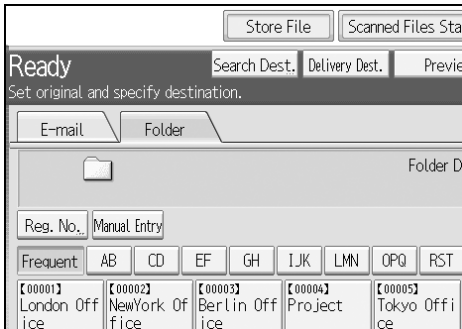 Store File Scanned Files Sta
Ready Search Dest. Delivery Dest. Previe
Set original and specify destination.
E-mail Folder
Folder D
Reg. No. Manual Entry
Frequent AB CD EF GH IJK LMN OPQ RST
【00001】 【00002】 【00003】 【00004】 【00005】
London Off NewYork Of Berlin Off Project Tokyo Offi
ice ffice ice ce